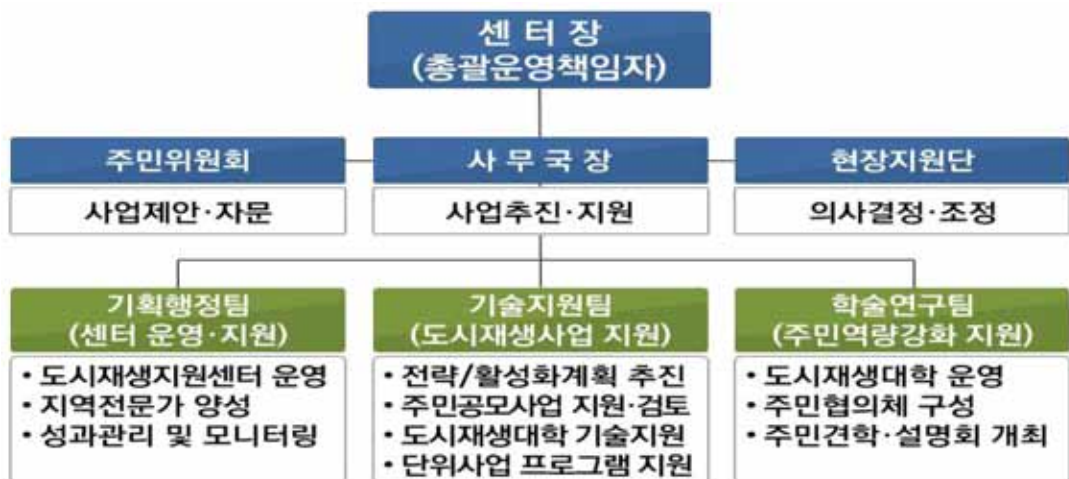 센 터 장
(총괄운영책임자)
주민위원회
사업제안·자문
사 무 국 장
사업추진·지원
현장지원단
의사결정·조정
기획행정팀
(센터 운영·지원)
• 도시재생지원센터 운영
• 지역전문가 양성
• 성과관리 및 모니터링
기술지원팀
(도시재생사업 지원)
• 전략/활성화계획 추진
• 주민공모사업 지원·검토
• 도시재생대학 기술지원
• 단위사업 프로그램 지원
학술연구팀
(주민역량강화 지원)
• 도시재생대학 운영
• 주민협의체 구성
• 주민견학·설명회 개최